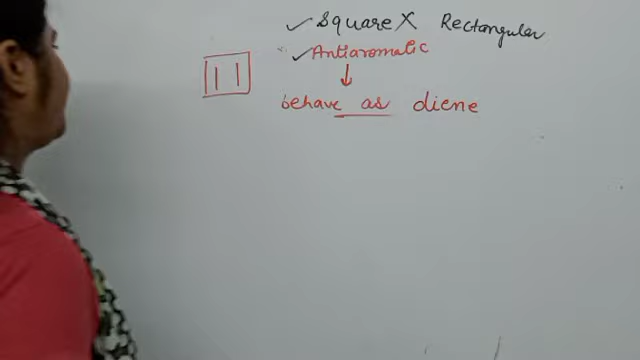 ✓ Square X Rectangular
✓ Antiaromatic
↓
behave as diene